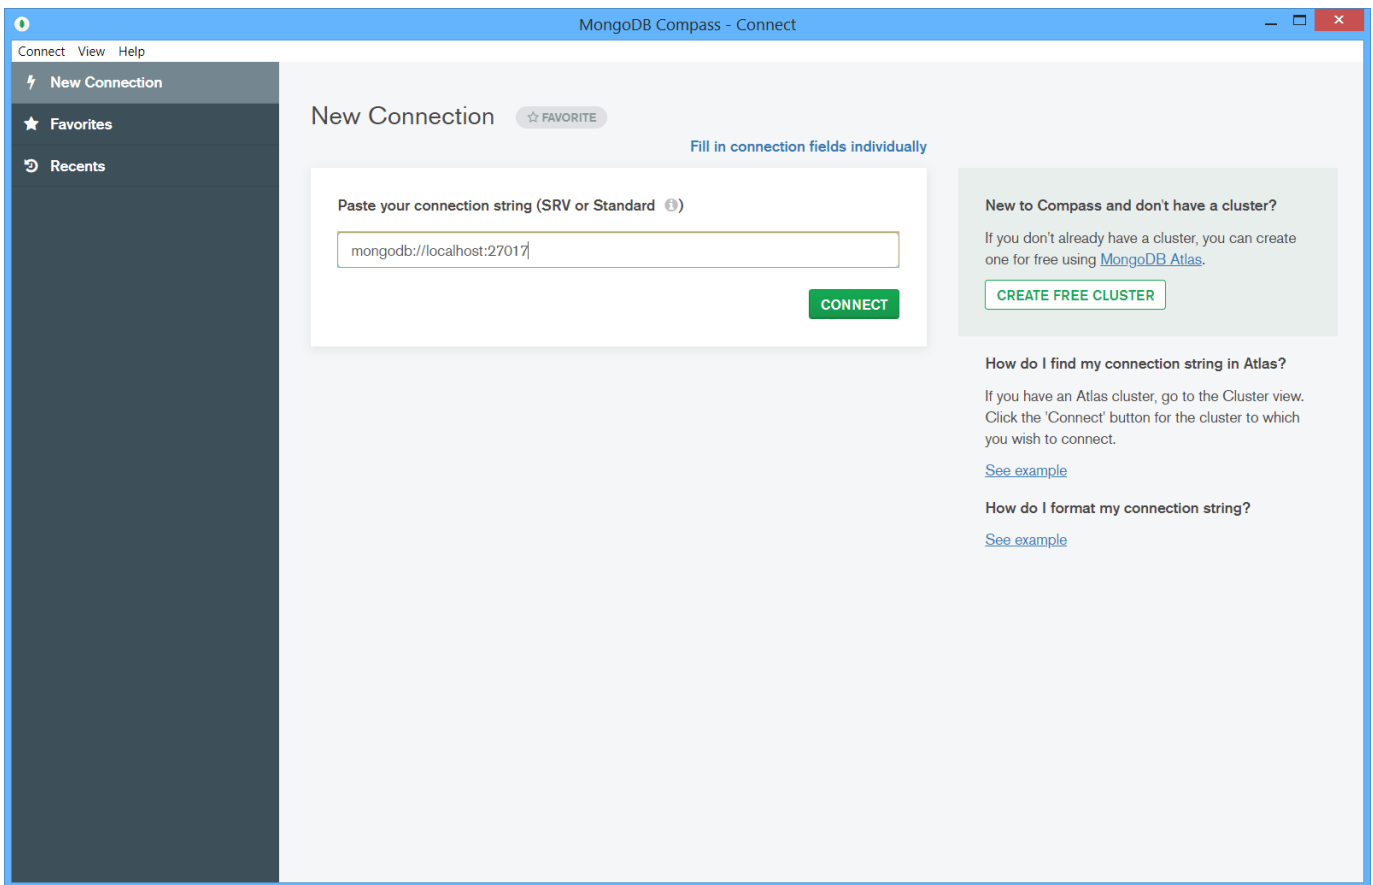 MongoDB Compass - Connect
Connect View Help
New Connection
Favorites
Recents
New Connection
FAVORITE
Fill in connection fields individually
Paste your connection string (SRV or Standard )
mongodb://localhost:27017
CONNECT
New to Compass and don't have a cluster?
If you don't already have a cluster, you can create
one for free using MongoDB Atlas.
CREATE FREE CLUSTER
How do I find my connection string in Atlas?
If you have an Atlas cluster, go to the Cluster view.
Click the 'Connect' button for the cluster to which
you wish to connect.
See example
How do I format my connection string?
See example